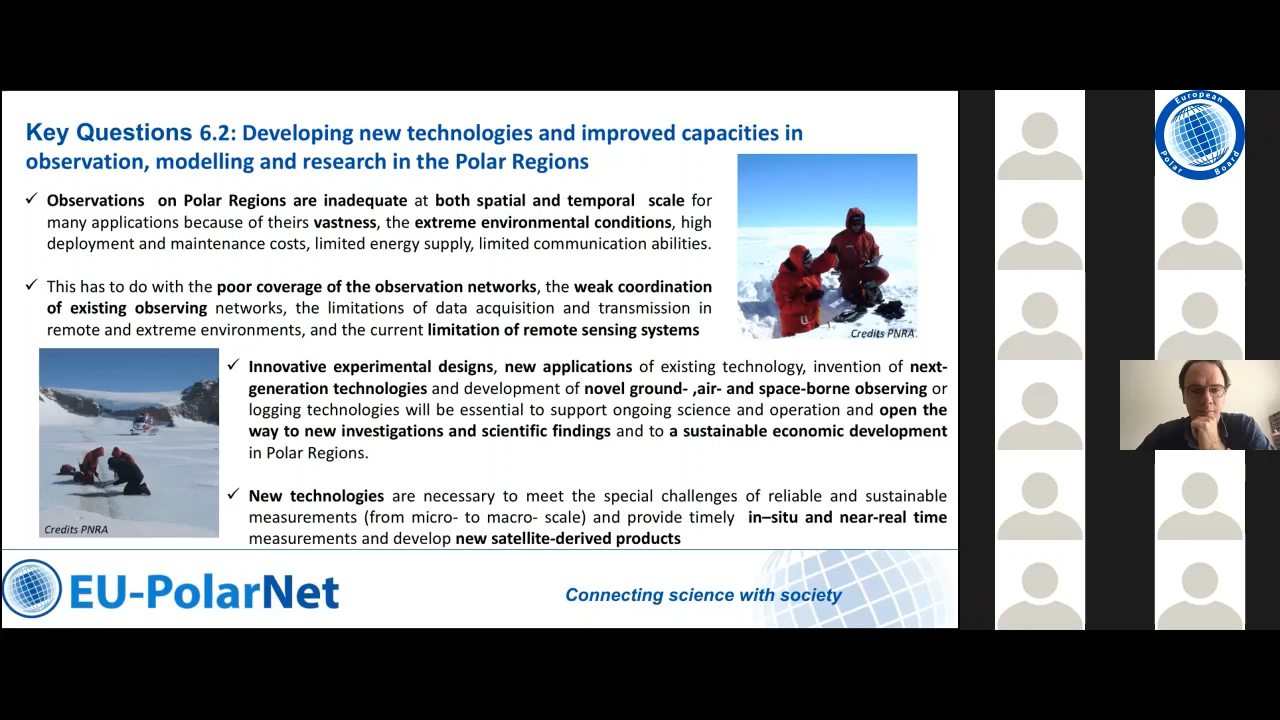 Key Questions 6.2: Developing new technologies and improved capacities in
observation, modelling and research in the Polar Regions
✓ Observations on Polar Regions are inadequate at both spatial and temporal scale for
many applications because of theirs vastness, the extreme environmental conditions, high
deployment and maintenance costs, limited energy supply, limited communication abilities.
✓ This has to do with the poor coverage of the observation networks, the weak coordination
of existing observing networks, the limitations of data acquisition and transmission in
remote and extreme environments, and the current limitation of remote sensing systems
Credits PNRA
✓ Innovative experimental designs, new applications of existing technology, invention of next-
generation technologies and development of novel ground- ,air- and space-borne observing or
logging technologies will be essential to support ongoing science and operation and open the
way to new investigations and scientific findings and to a sustainable economic development
in Polar Regions.
✓ New technologies are necessary to meet the special challenges of reliable and sustainable
measurements (from micro- to macro- scale) and provide timely in–situ and near-real time
measurements and develop new satellite-derived products
Credits PNRA
EU-PolarNet
Connecting science with society
European
Polar Board